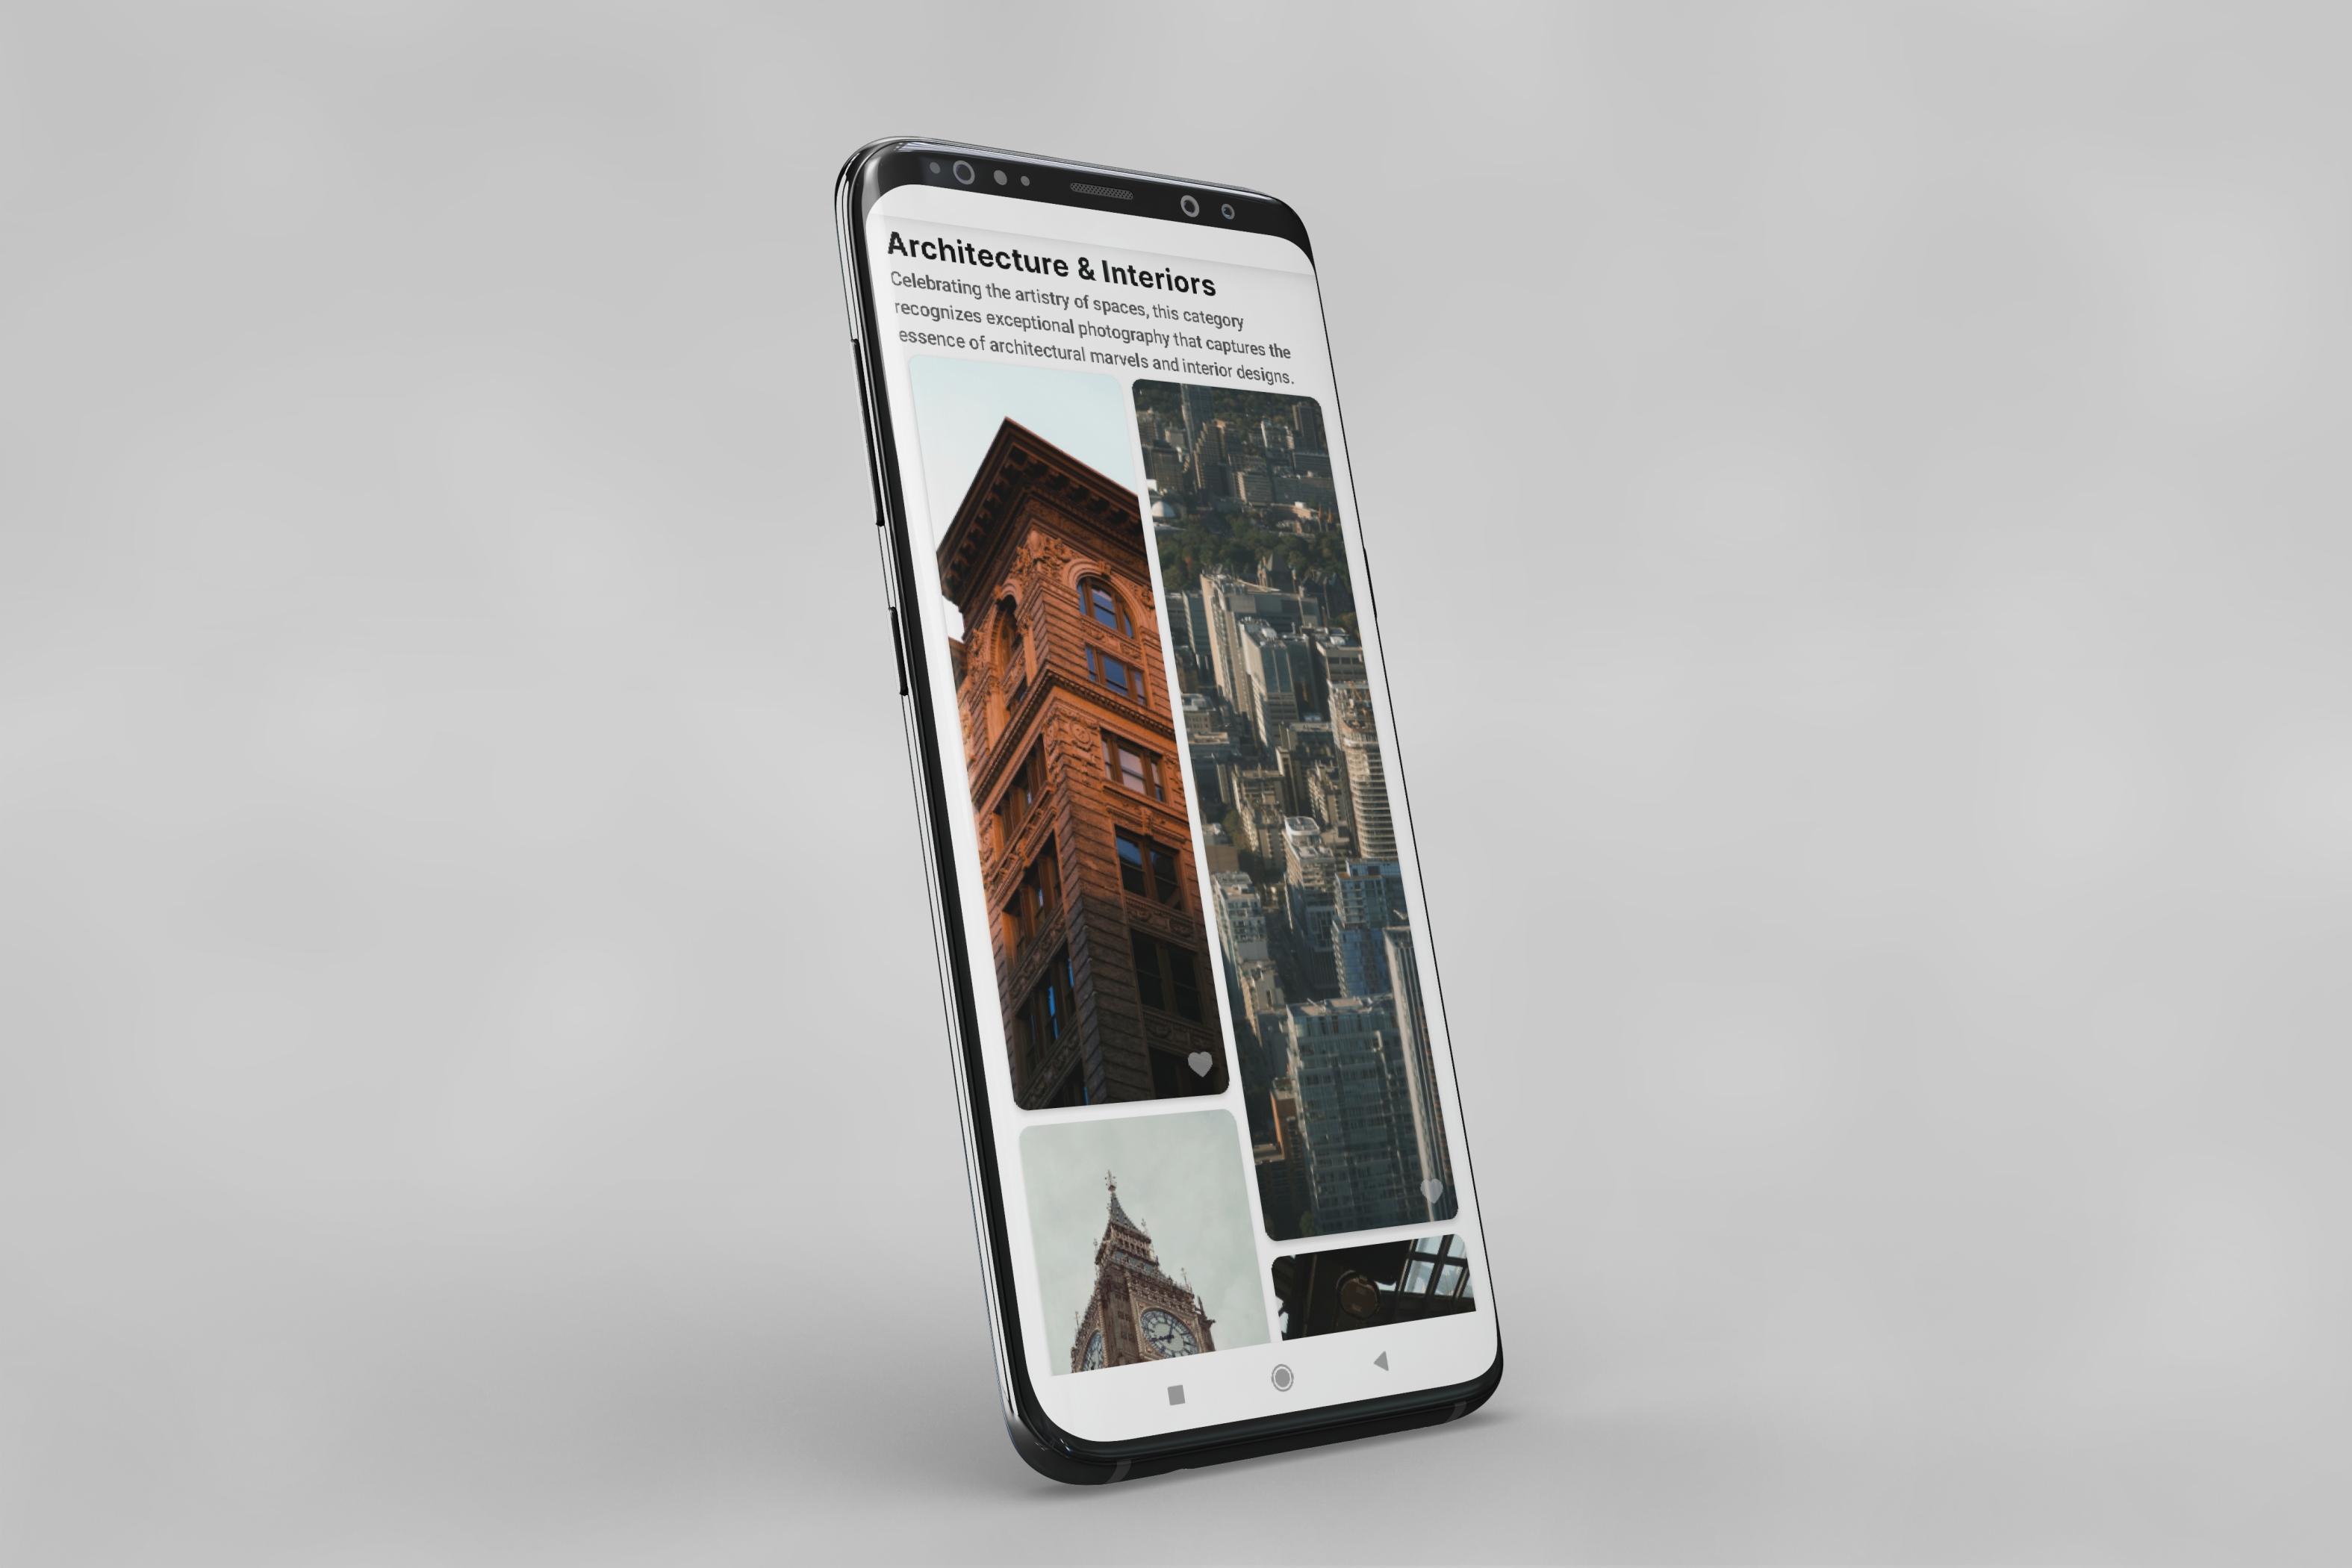 Architecture & Interiors
Celebrating the artistry of spaces, this category
recognizes exceptional photography that captures the
essence of architectural marvels and interior designs.